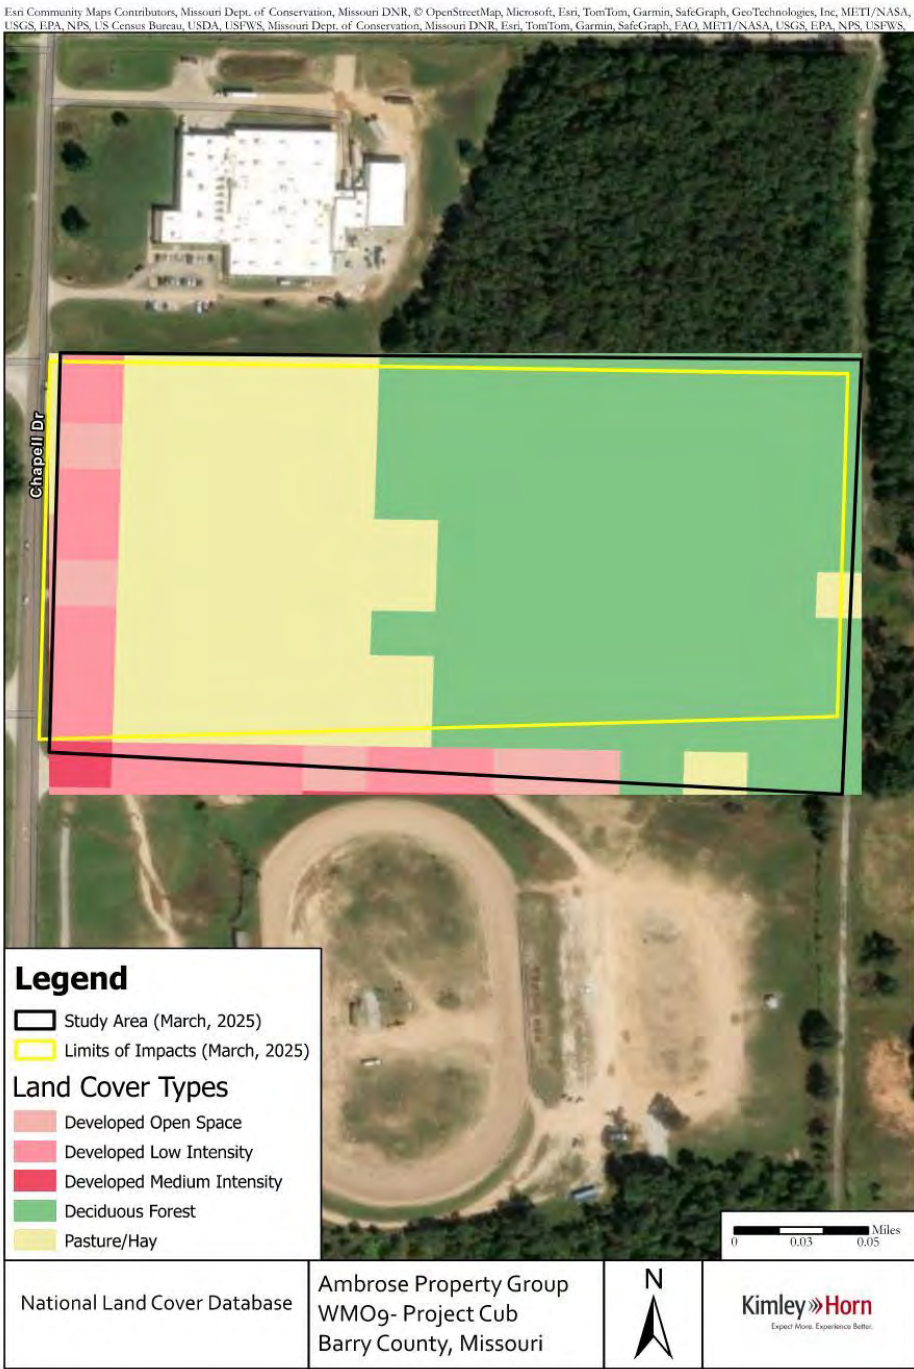 Esri Community Maps Contributors, Missouri Dept. of Conservation, Missouri DNR, © OpenStreetMap, Microsoft, Esri, TomTom, Garmin, SafeGraph, GeoTechnologies, Inc, METI/NASA,
USGS, EPA, NPS, US Census Bureau, USDA, USFWS, Missouri Dept. of Conservation, Missouri DNR, Esri, TomTom, Garmin, SafeGraph, FAO, METI/NASA, USGS, EPA, NPS, USFWS,
Chapell Dr
Legend
Study Area (March, 2025)
Limits of Impacts (March, 2025)
Land Cover Types
Developed Open Space
Developed Low Intensity
Developed Medium Intensity
Deciduous Forest
Pasture/Hay
Miles
0 0.03 0.05
National Land Cover Database
Ambrose Property Group
WMO9- Project Cub
Barry County, Missouri
N
Kimley»Horn
Expect More. Experience Better.